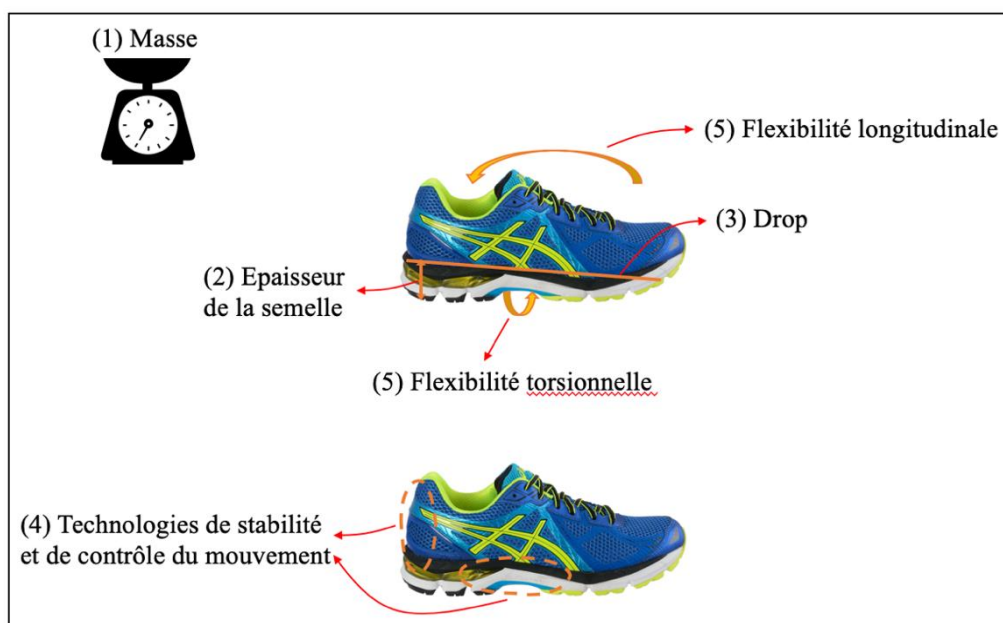 (1) Masse
(5) Flexibilité longitudinale
(3) Drop
(2) Epaisseur
de la semelle
(5) Flexibilité torsionnelle
(4) Technologies de stabilité
et de contrôle du mouvement